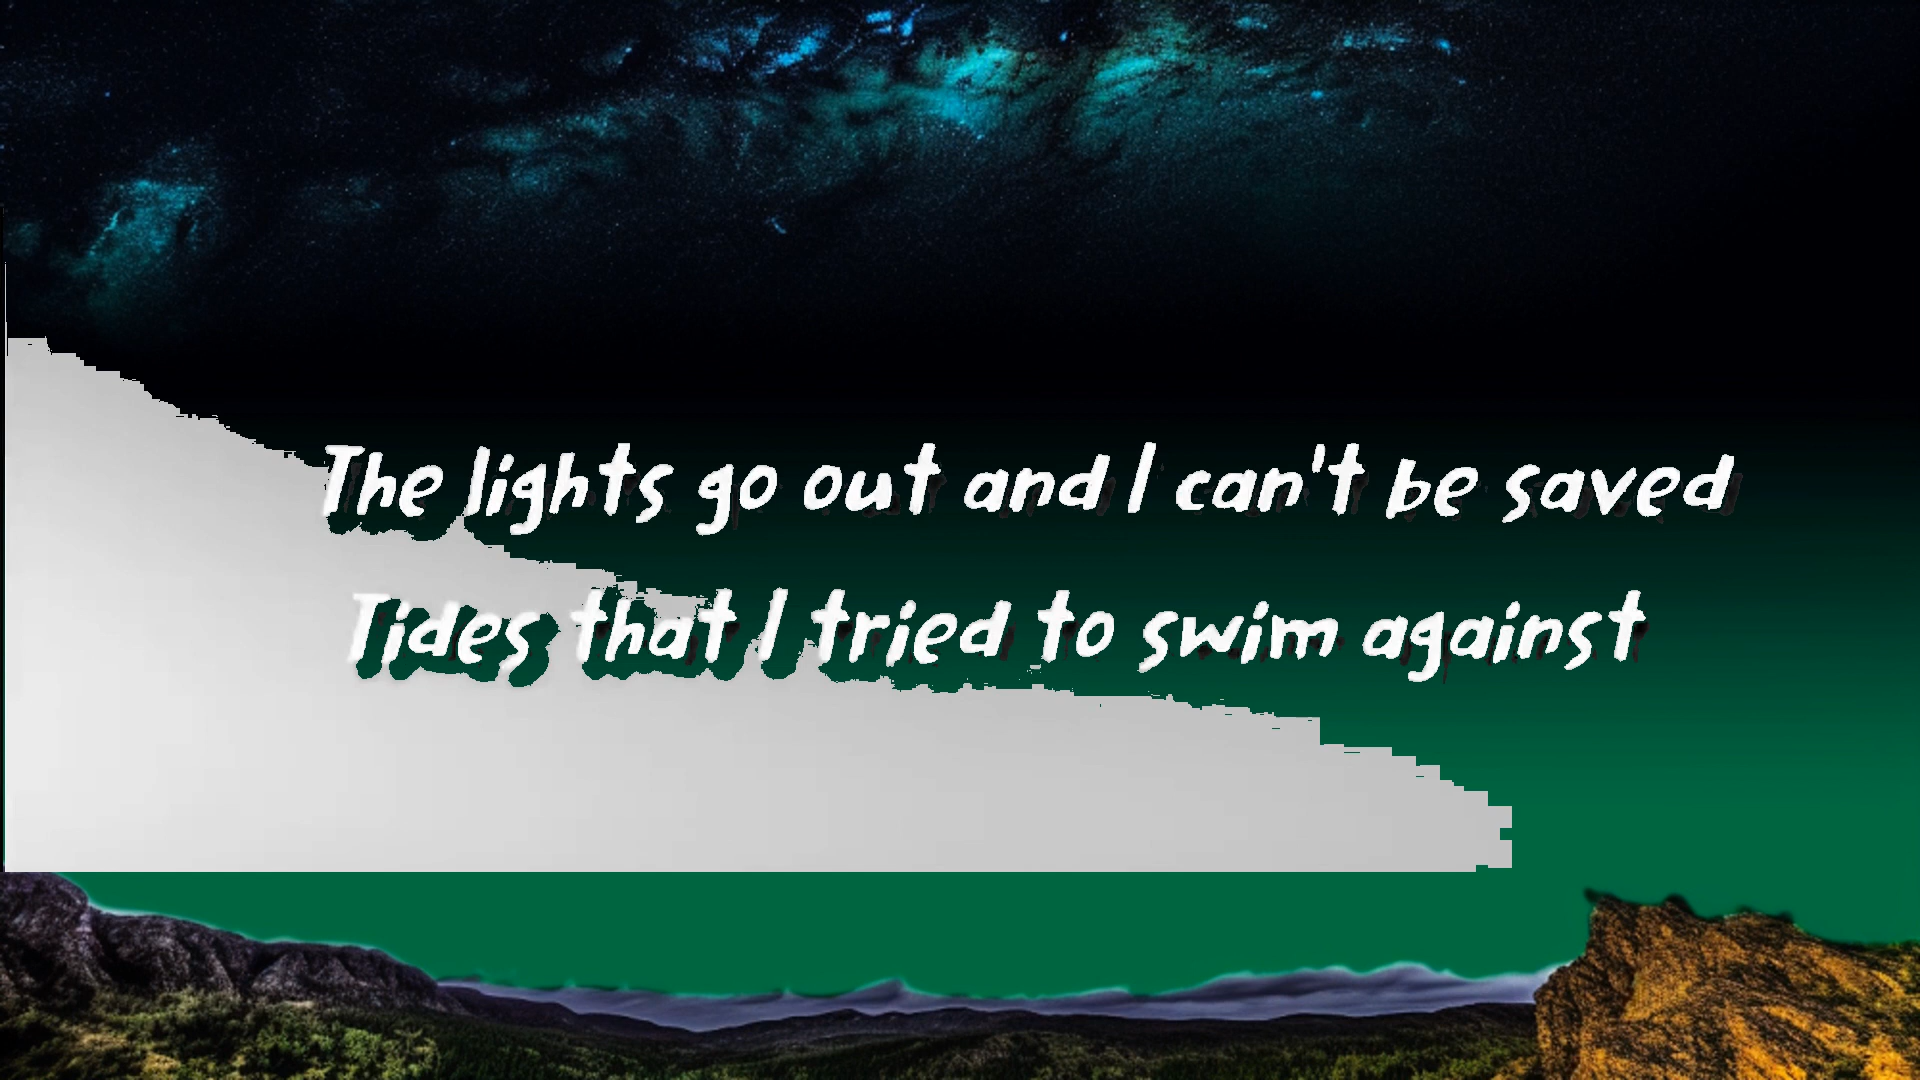 The lights go out and I can't be saved
Tides that I tried to swim against